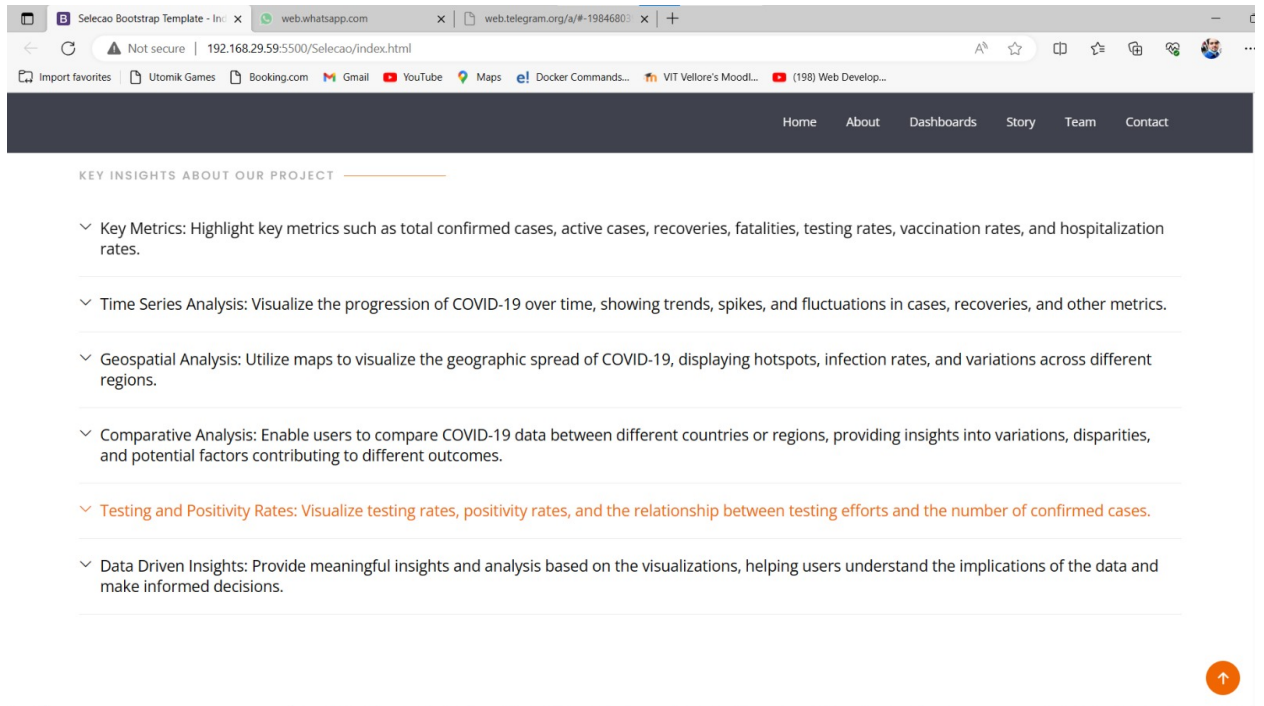 Selecao Bootstrap Template - Ind
web.whatsapp.com
web.telegram.org/a/#-19846803
Not secure | 192.168.29.59:5500/Selecao/index.html
Import favorites
Utomik Games
Booking.com
Gmail
YouTube
Maps
Docker Commands...
VIT Vellore's Moodl...
(198) Web Develop...
Home About Dashboards Story Team Contact
KEY INSIGHTS ABOUT OUR PROJECT
Key Metrics: Highlight key metrics such as total confirmed cases, active cases, recoveries, fatalities, testing rates, vaccination rates, and hospitalization
rates.
Time Series Analysis: Visualize the progression of COVID-19 over time, showing trends, spikes, and fluctuations in cases, recoveries, and other metrics.
Geospatial Analysis: Utilize maps to visualize the geographic spread of COVID-19, displaying hotspots, infection rates, and variations across different
regions.
Comparative Analysis: Enable users to compare COVID-19 data between different countries or regions, providing insights into variations, disparities,
and potential factors contributing to different outcomes.
Testing and Positivity Rates: Visualize testing rates, positivity rates, and the relationship between testing efforts and the number of confirmed cases.
Data Driven Insights: Provide meaningful insights and analysis based on the visualizations, helping users understand the implications of the data and
make informed decisions.